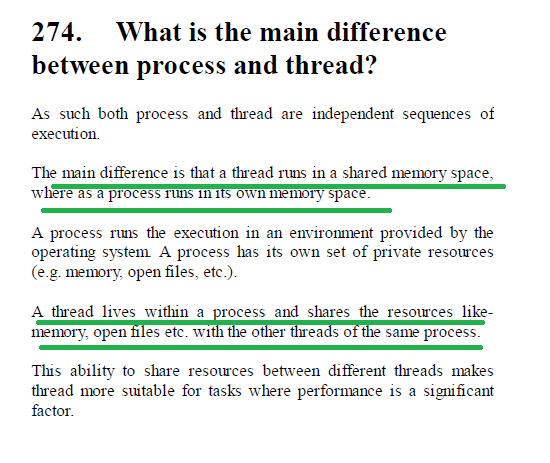 274. What is the main difference
between process and thread?
As such both process and thread are independent sequences of
execution.
The main difference is that a thread runs in a shared memory space,
where as a process runs in its own memory space.
A process runs the execution in an environment provided by the
operating system. A process has its own set of private resources
(e.g. memory, open files, etc.).
A thread lives within a process and shares the resources like-
memory, open files etc. with the other threads of the same process.
This ability to share resources between different threads makes
thread more suitable for tasks where performance is a significant
factor.